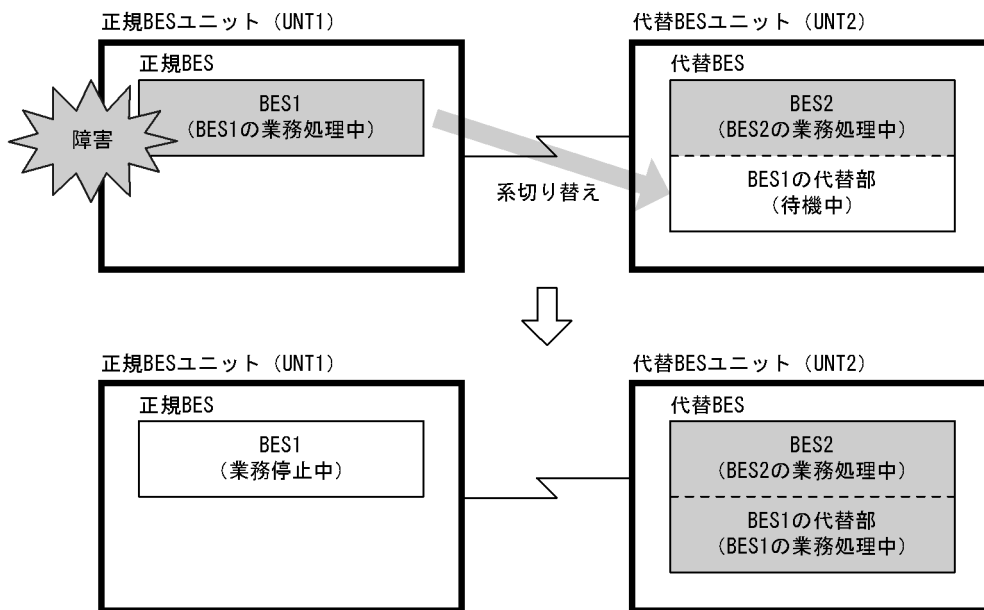 正規BESユニット（UNT1）
代替BESユニット（UNT2）
正規BES
代替BES
BES1
（BES1の業務処理中）
障害
BES2
（BES2の業務処理中）
BES1の代替部
（待機中）
系切り替え
正規BESユニット（UNT1）
代替BESユニット（UNT2）
正規BES
代替BES
BES1
（業務停止中）
BES2
（BES2の業務処理中）
BES1の代替部
（BES1の業務処理中）